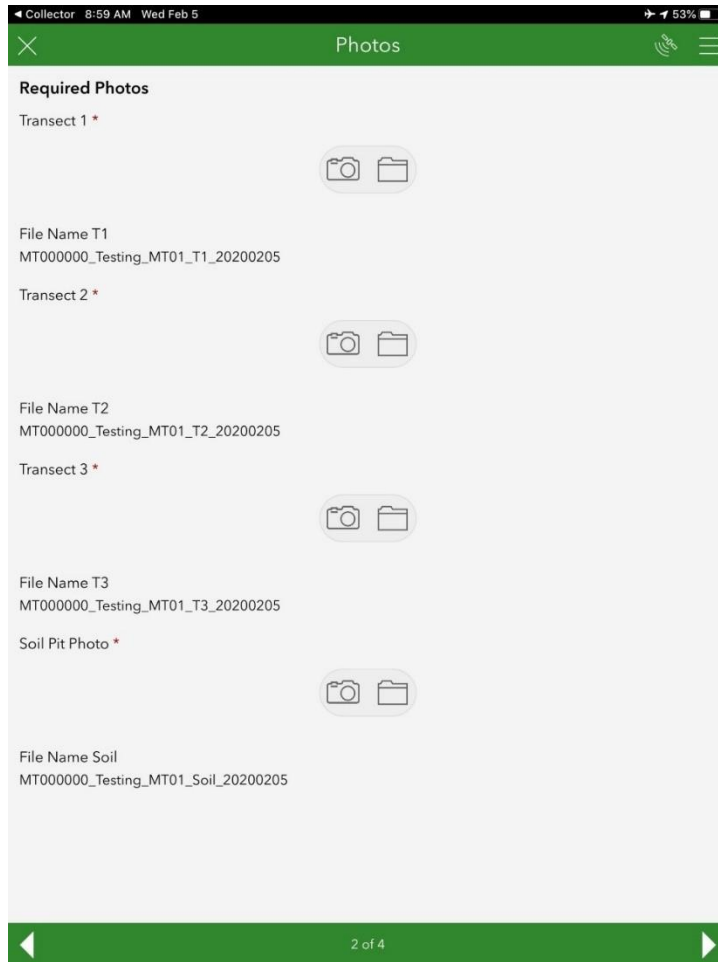 ◄ Collector 8:59 AM Wed Feb 5 53%
Photos
Required Photos
Transect 1 *
File Name T1
MT000000_Testing_MT01_T1_20200205
Transect 2 *
File Name T2
MT000000_Testing_MT01_T2_20200205
Transect 3 *
File Name T3
MT000000_Testing_MT01_T3_20200205
Soil Pit Photo *
File Name Soil
MT000000_Testing_MT01_Soil_20200205
2 of 4